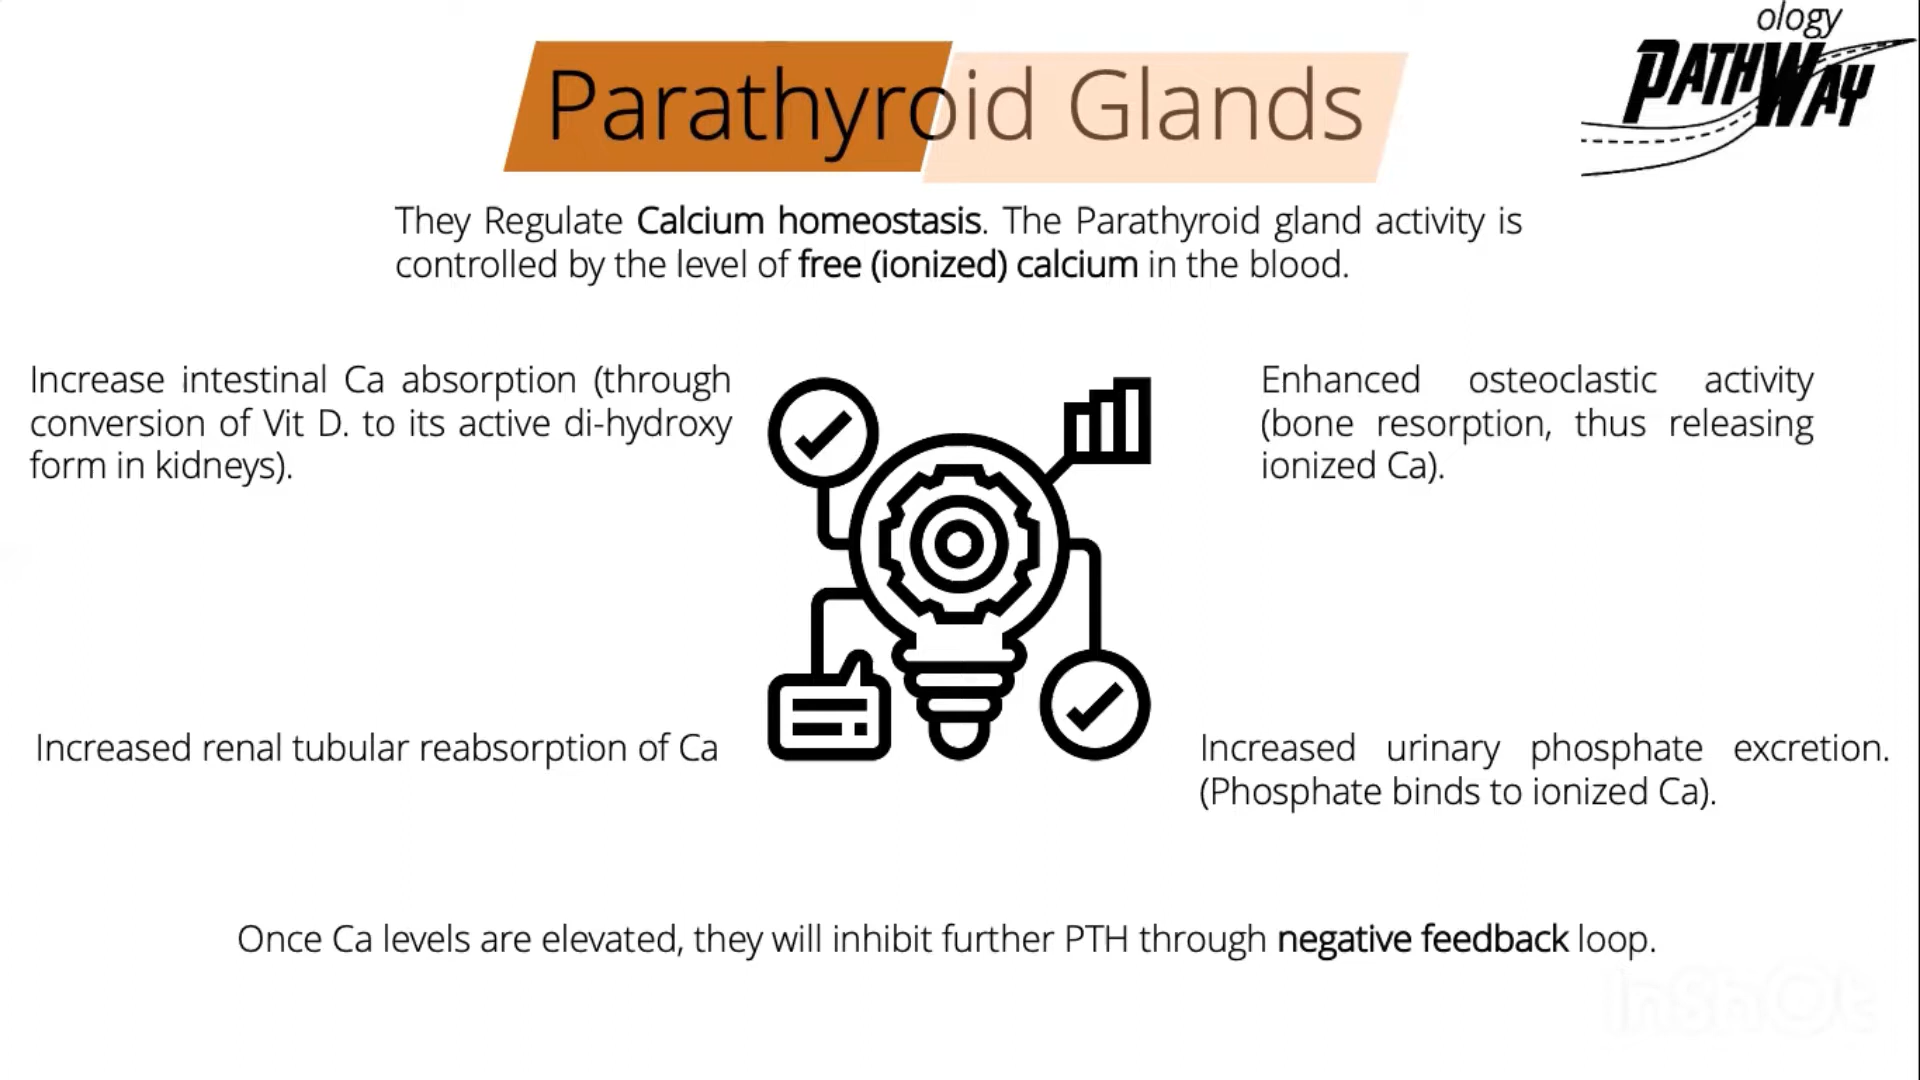 ology
PATHWAY
Parathyroid Glands
They Regulate Calcium homeostasis. The Parathyroid gland activity is
controlled by the level of free (ionized) calcium in the blood.
Increase intestinal Ca absorption (through
conversion of Vit D. to its active di-hydroxy
form in kidneys).
Enhanced osteoclastic activity
(bone resorption, thus releasing
ionized Ca).
Increased renal tubular reabsorption of Ca
Increased urinary phosphate excretion.
(Phosphate binds to ionized Ca).
Once Ca levels are elevated, they will inhibit further PTH through negative feedback loop.
InShOt